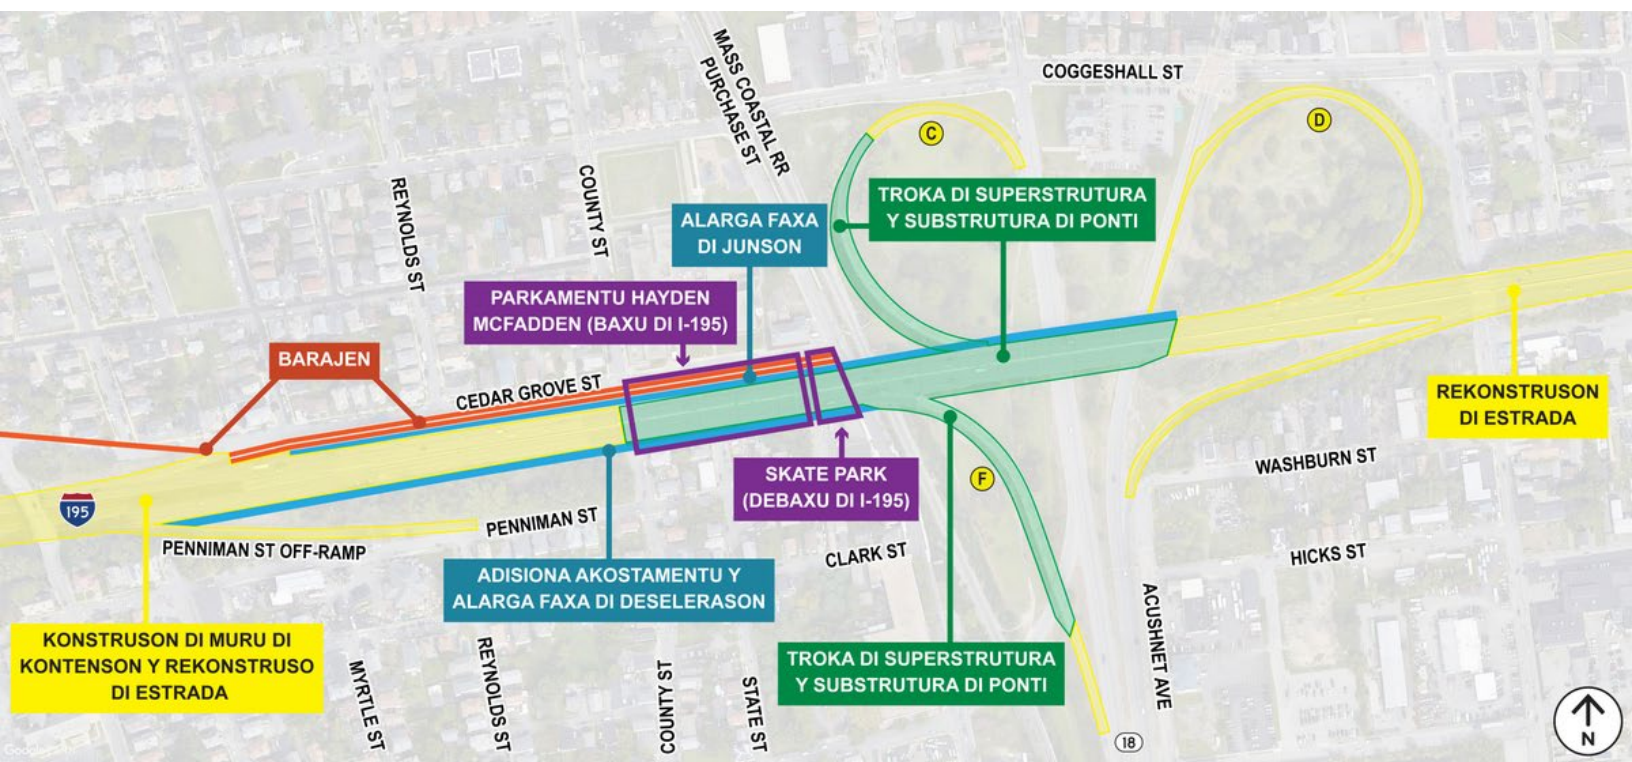 MASS COASTAL RR
PURCHASE ST
COGGESHALL ST
C
D
REYNOLDS ST
COUNTY ST
TROKA DI SUPERSTRUTURA
Y SUBSTRUTURA DI PONTI
ALARGA FAXA
DI JUNSON
PARKAMENTU HAYDEN
MCFADDEN (BAXU DI I-195)
BARAJEN
CEDAR GROVE ST
REKONSTRUSON
DI ESTRADA
SKATE PARK
(DEBAXU DI I-195)
F
WASHBURN ST
195
PENNIMAN ST
PENNIMAN ST OFF-RAMP
CLARK ST
HICKS ST
ADISIONA AKOSTAMENTU Y
ALARGA FAXA DI DESELERASON
KONSTRUSON DI MURU DI
KONTENSON Y REKONSTRUSO
DI ESTRADA
TROKA DI SUPERSTRUTURA
Y SUBSTRUTURA DI PONTI
MYRTLE ST
REYNOLDS ST
COUNTY ST
STATE ST
ACUSHNET AVE
18
N
Google